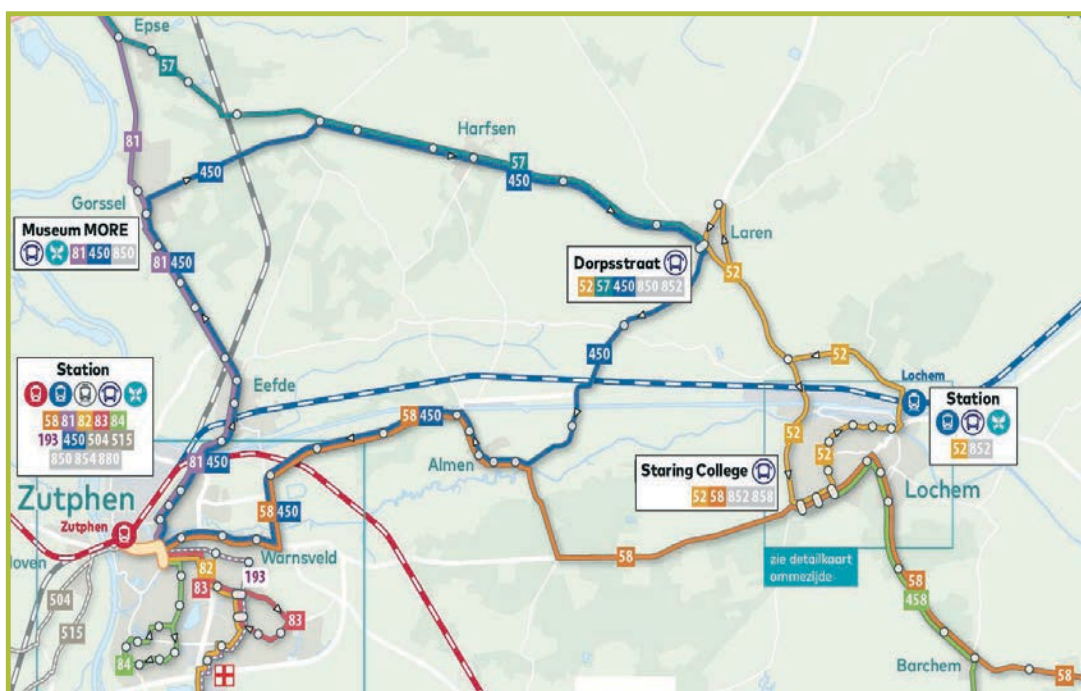 Epse
57
81
Harfsen
57
450
450
Gorssel
Museum MORE
81 450 850
81 450
Laren
Dorpsstraat
52 57 450 850 852
52
450
52
Station
58 81 82 83 84
193 450 504 515
850 854 880
Eefde
Lochem
Station
52 852
58 450
81 450
Almen
52
52
Staring College
52 58 852 858
Lochem
Zutphen
Zutphen
58 450
Warnsveld
58
zie detailkaart
ommezijde
oven
82
193
83
83
504
515
84
58
458
Barchem
58